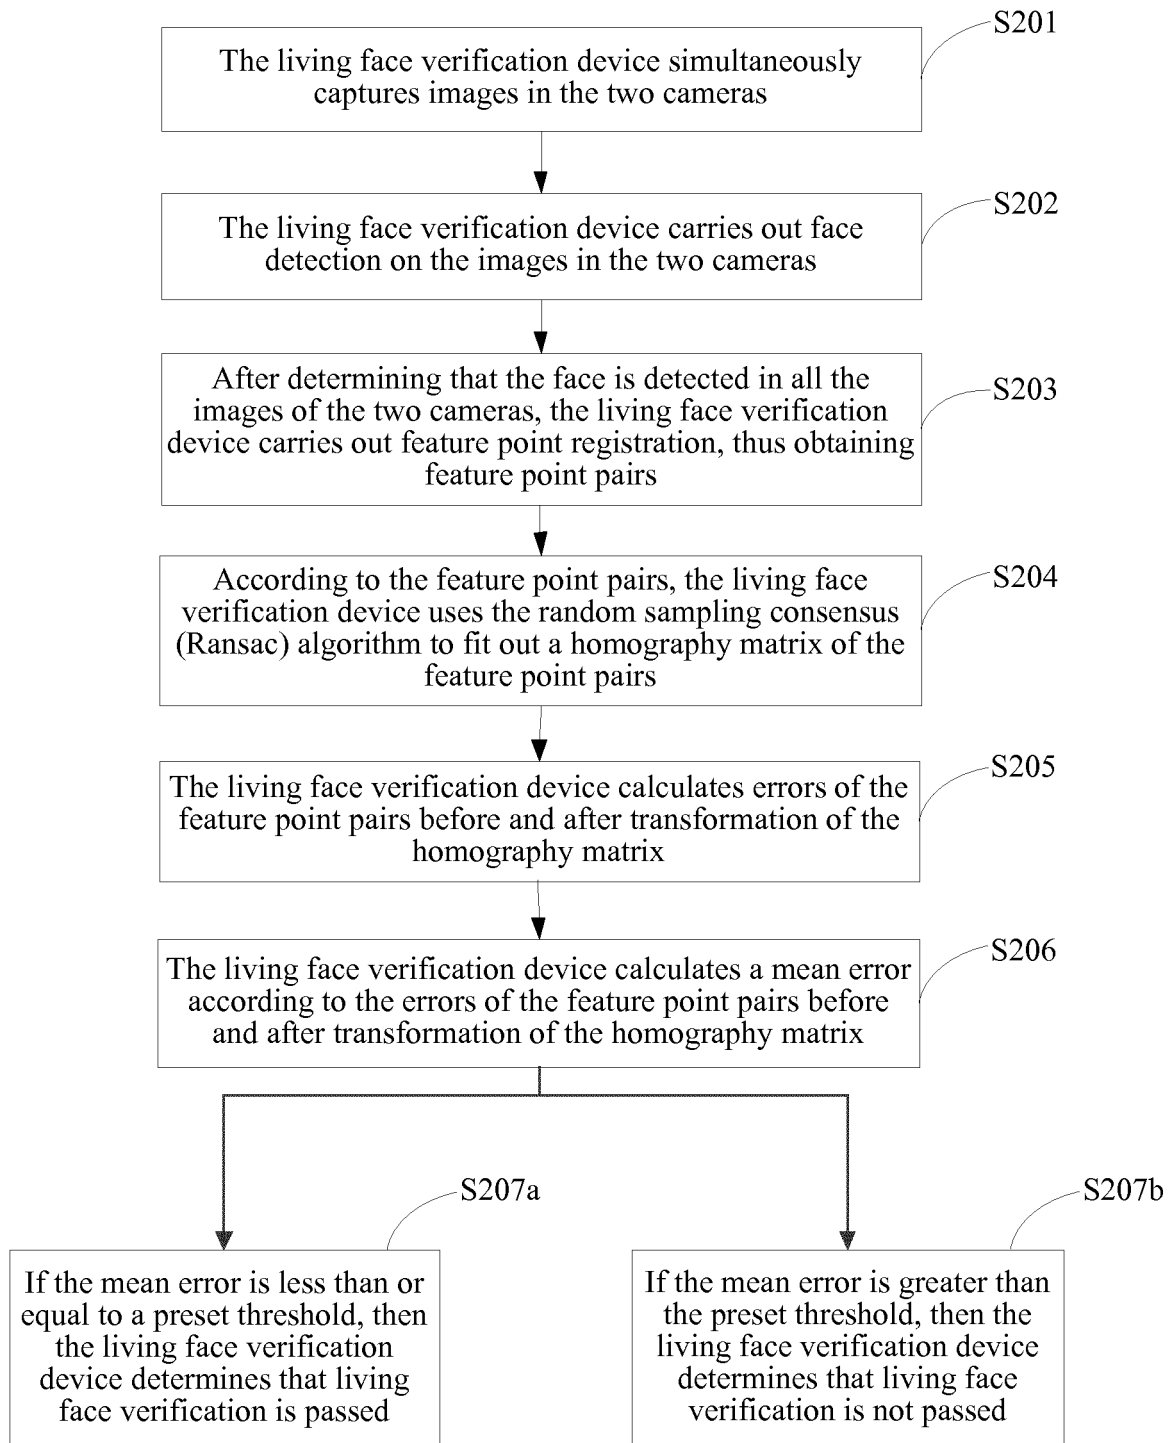 S201
The living face verification device simultaneously
captures images in the two cameras
S202
The living face verification device carries out face
detection on the images in the two cameras
S203
After determining that the face is detected in all the
images of the two cameras, the living face verification
device carries out feature point registration, thus obtaining
feature point pairs
S204
According to the feature point pairs, the living face
verification device uses the random sampling consensus
(Ransac) algorithm to fit out a homography matrix of the
feature point pairs
S205
The living face verification device calculates errors of the
feature point pairs before and after transformation of the
homography matrix
S206
The living face verification device calculates a mean error
according to the errors of the feature point pairs before
and after transformation of the homography matrix
S207a
If the mean error is less than or
equal to a preset threshold, then
the living face verification
device determines that living
face verification is passed
S207b
If the mean error is greater than
the preset threshold, then the
living face verification device
determines that living face
verification is not passed